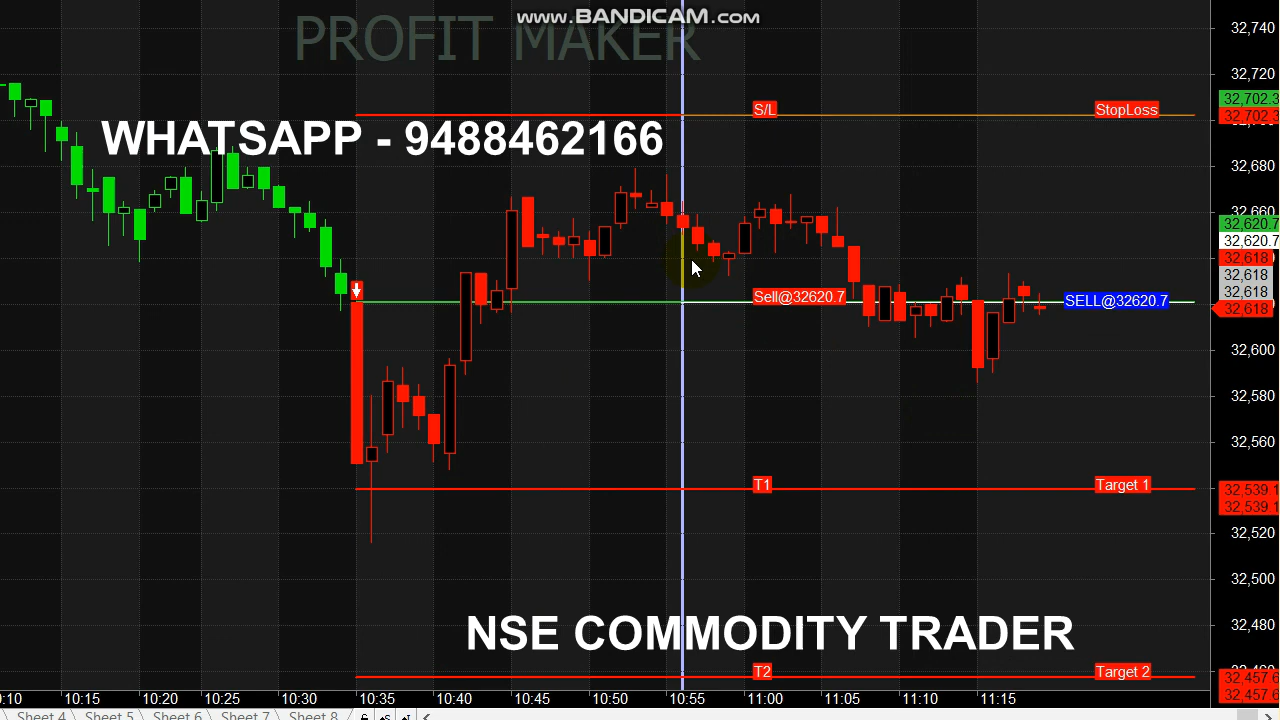 www.BANDICAM.com
PROFIT MAKER
WHATSAPP - 9488462166
S/L
StopLoss
Sell@32620.7
SELL@32620.7
T1
Target 1
NSE COMMODITY TRADER
T2
Target 2
32,740
32,720
32,702.3
32,702.3
32,680
32,660
32,620.7
32,620.7
32,618
32,618
32,618
32,618
32,600
32,580
32,560
32,539.1
32,539.1
32,520
32,500
32,480
32,457.6
32,457.6
0:10 10:15 10:20 10:25 10:30 10:35 10:40 10:45 10:50 10:55 11:00 11:05 11:10 11:15
Sheet 4 Sheet 5 Sheet 6 Sheet 7 Sheet 8